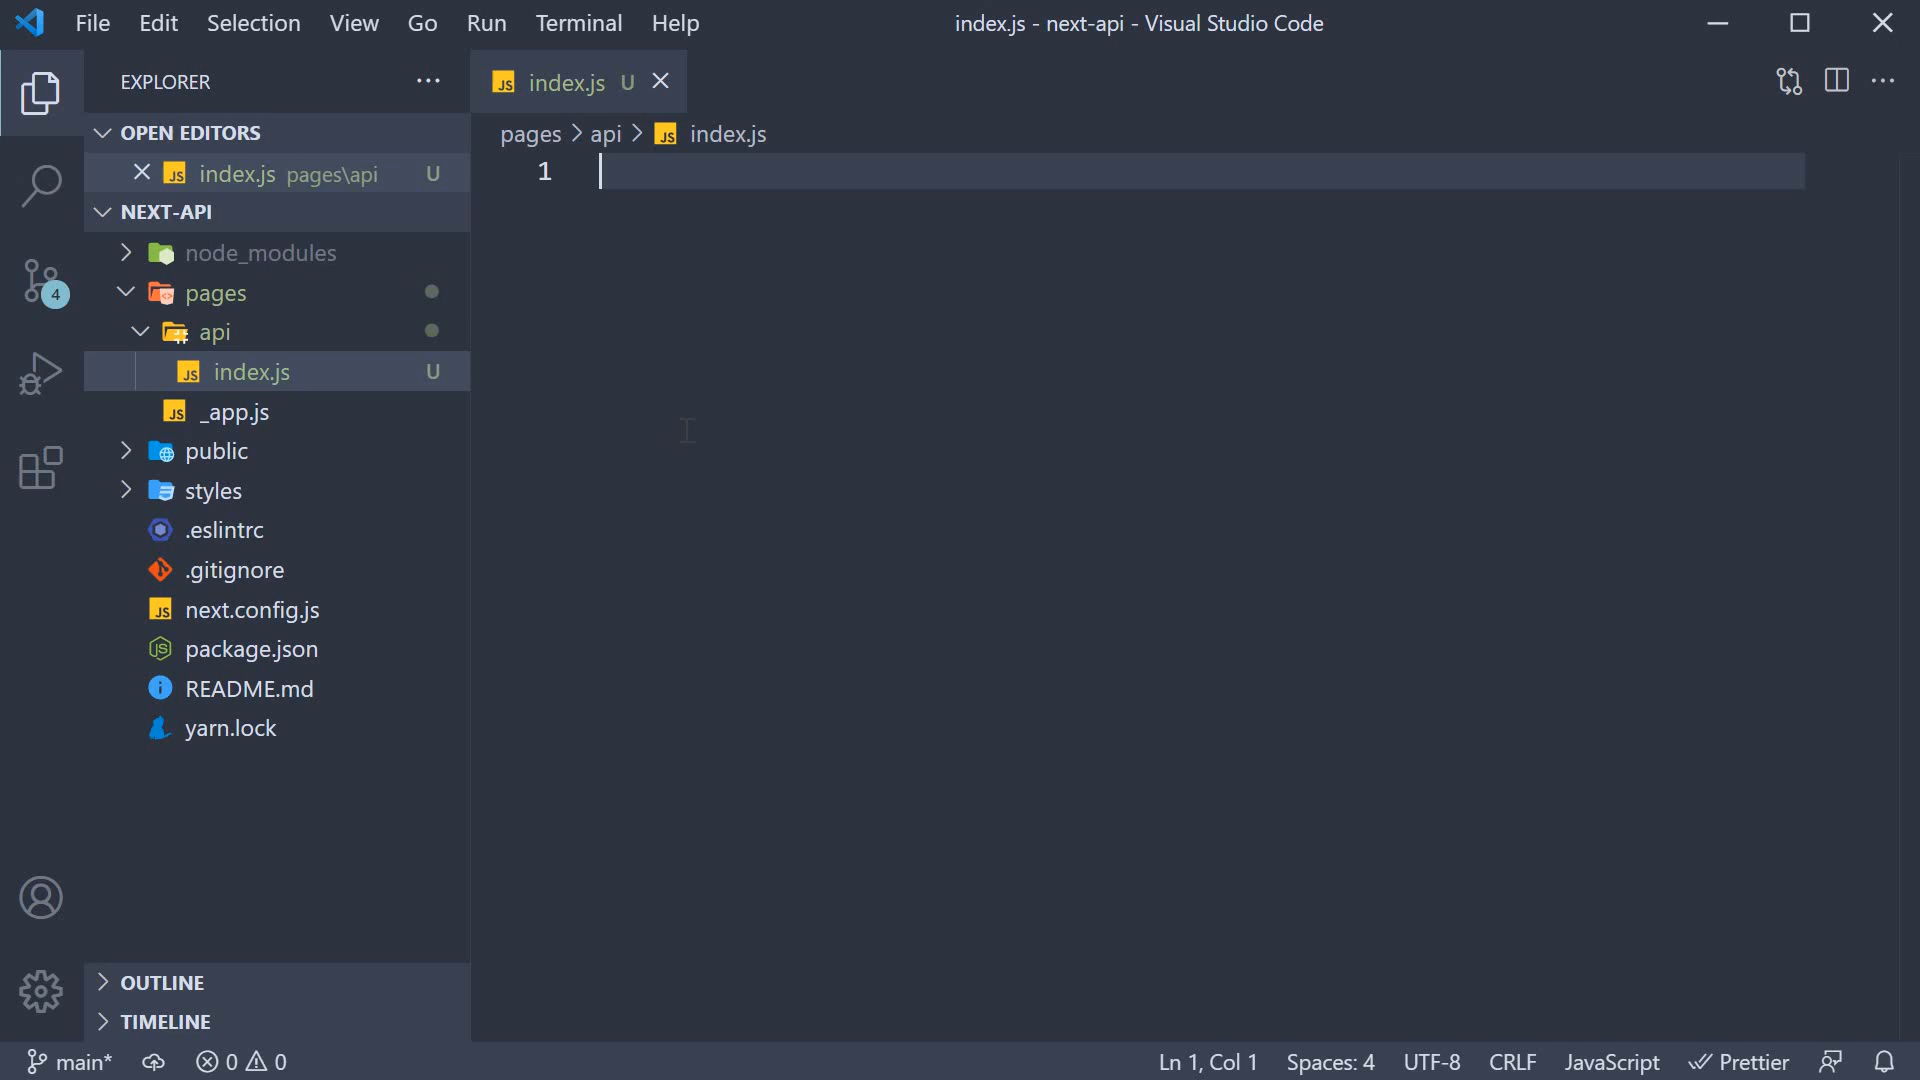 File Edit Selection View Go Run Terminal Help index.js - next-api - Visual Studio Code
EXPLORER
index.js U
OPEN EDITORS
index.js pages\api U
pages > api > index.js
1
NEXT-API
node_modules
pages
api
index.js U
_app.js
public
styles
.eslintrc
.gitignore
next.config.js
package.json
README.md
yarn.lock
4
OUTLINE
TIMELINE
main* 0 0 Ln 1, Col 1 Spaces: 4 UTF-8 CRLF JavaScript Prettier